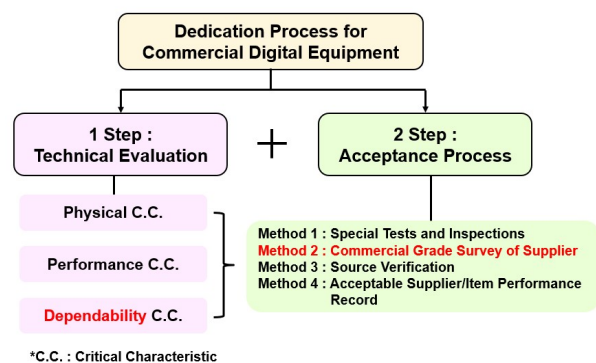 Dedication Process for
Commercial Digital Equipment
1 Step :
Technical Evaluation
+
2 Step :
Acceptance Process
Physical C.C.
Performance C.C.
Dependability C.C.
Method 1 : Special Tests and Inspections
Method 2 : Commercial Grade Survey of Supplier
Method 3 : Source Verification
Method 4 : Acceptable Supplier/Item Performance
Record
*C.C. : Critical Characteristic